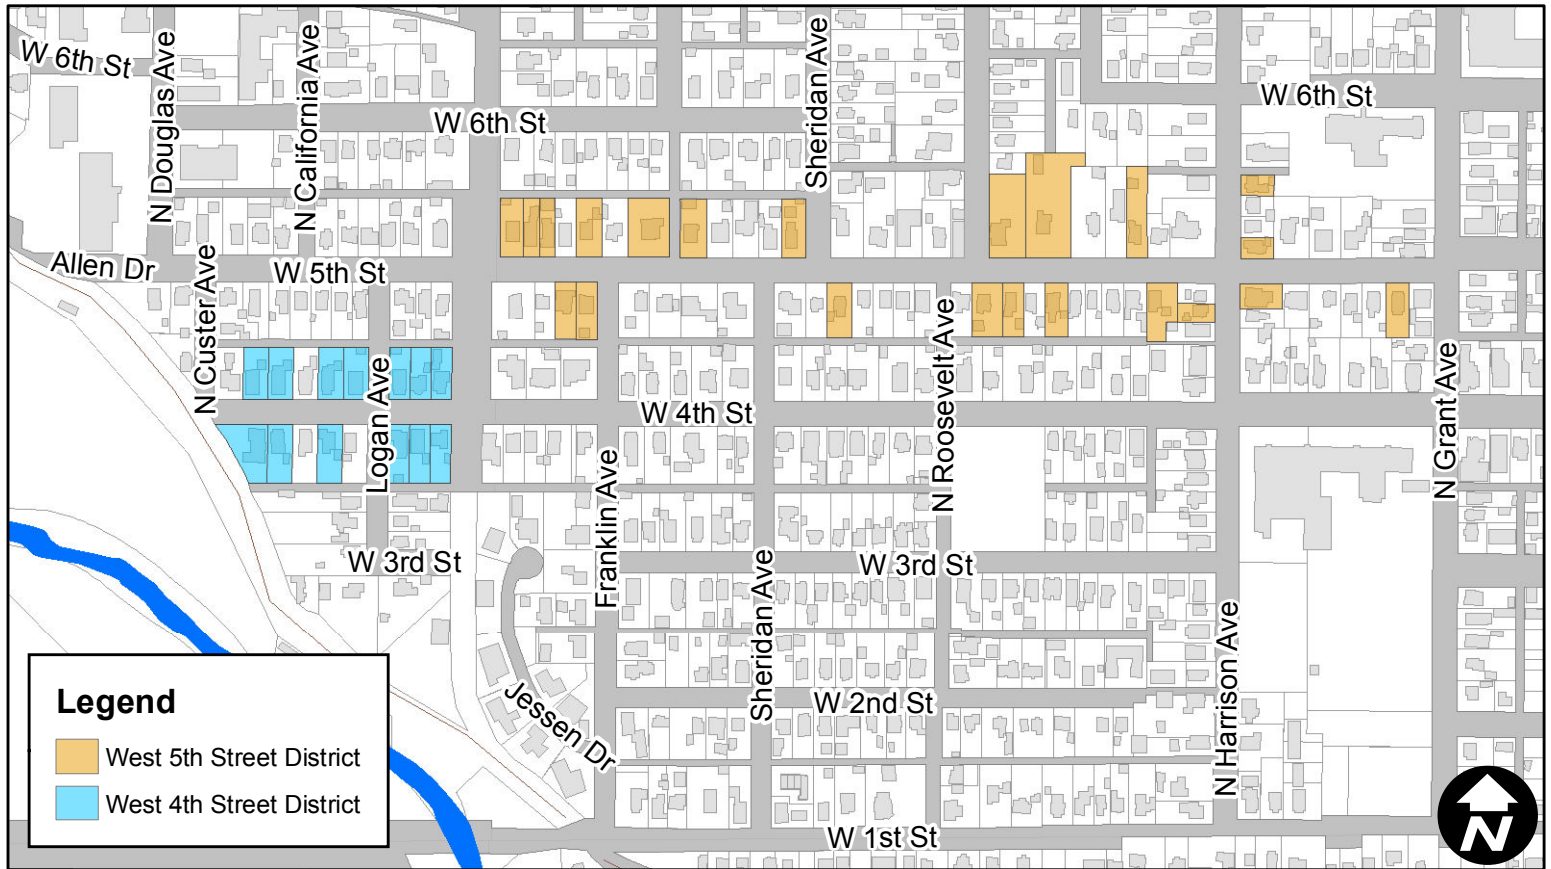 W 6th St
N Douglas Ave
N California Ave
W 6th St
Sheridan Ave
W 6th St
Allen Dr
N Custer Ave
W 5th St
Logan Ave
W 4th St
N Roosevelt Ave
N Grant Ave
Franklin Ave
W 3rd St
W 3rd St
Sheridan Ave
Jessen Dr
W 2nd St
N Harrison Ave
W 1st St
Legend
West 5th Street District
West 4th Street District
N